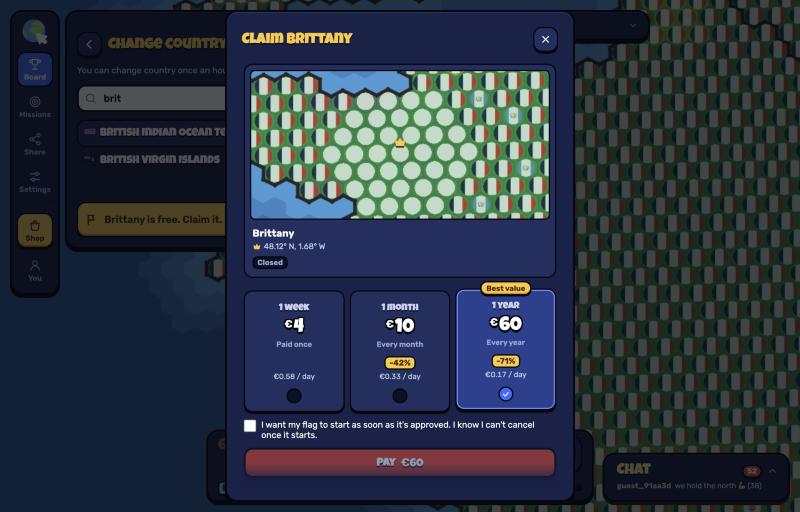 Board
Missions
Share
Settings
Shop
You
CHANGE COUNTRY
You can change country once an hou
brit
BRITISH INDIAN OCEAN TE
BRITISH VIRGIN ISLANDS
Brittany is free. Claim it.
CLAIM BRITTANY
Brittany
48.12° N, 1.68° W
Closed
1 WEEK
€4
Paid once
€0.58 / day
1 MONTH
€10
Every month
-42%
€0.33 / day
Best value
1 YEAR
€60
Every year
-71%
€0.17 / day
I want my flag to start as soon as it's approved. I know I can't cancel
once it starts.
PAY €60
CHAT
52
guest_91aa3d we hold the north 💪 (38)